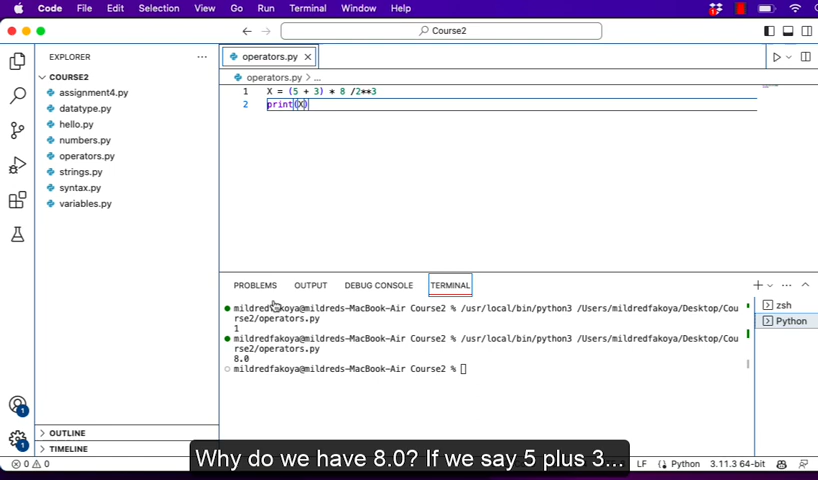 Code File Edit Selection View Go Run Terminal Window Help
Course2
EXPLORER
operators.py
COURSE2
operators.py > ...
assignment4.py
datatype.py
hello.py
numbers.py
operators.py
strings.py
syntax.py
variables.py
1 X = (5 + 3) * 8 /2**3
2 print(X)
PROBLEMS OUTPUT DEBUG CONSOLE TERMINAL
mildredfakoya@mildreds-MacBook-Air Course2 % /usr/local/bin/python3 /Users/mildredfakoya/Desktop/Cou
rse2/operators.py
1
mildredfakoya@mildreds-MacBook-Air Course2 % /usr/local/bin/python3 /Users/mildredfakoya/Desktop/Cou
rse2/operators.py
8.0
mildredfakoya@mildreds-MacBook-Air Course2 %
zsh
Python
1
1
OUTLINE
TIMELINE
Why do we have 8.0? If we say 5 plus 3...
0 0 LF Python 3.11.3 64-bit